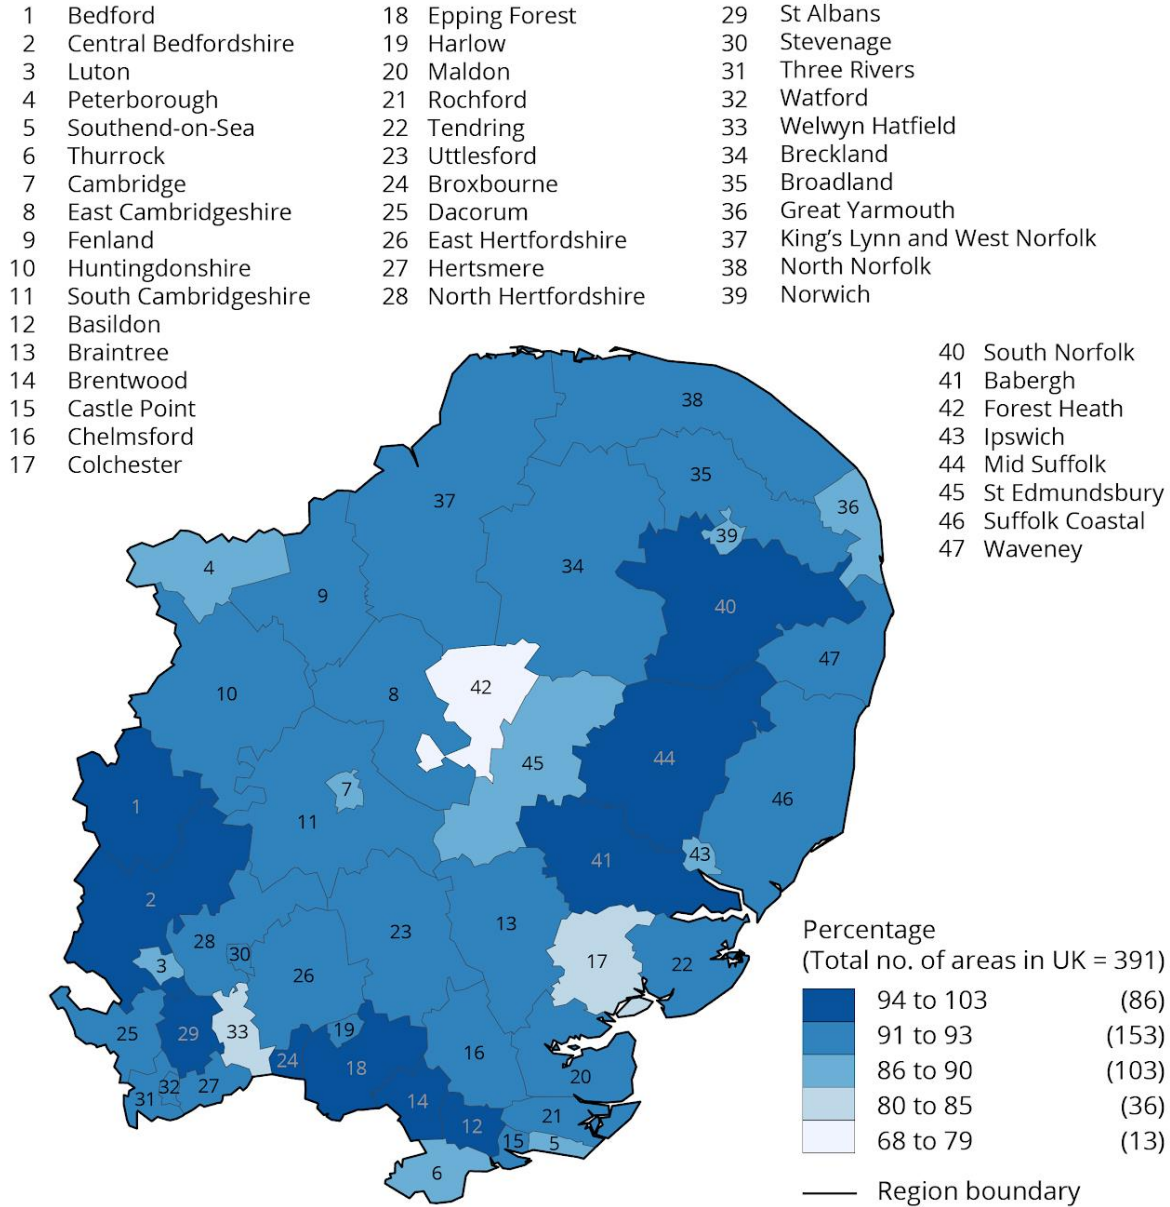 1 Bedford
2 Central Bedfordshire
3 Luton
4 Peterborough
5 Southend-on-Sea
6 Thurrock
7 Cambridge
8 East Cambridgeshire
9 Fenland
10 Huntingdonshire
11 South Cambridgeshire
12 Basildon
13 Braintree
14 Brentwood
15 Castle Point
16 Chelmsford
17 Colchester
18 Epping Forest
19 Harlow
20 Maldon
21 Rochford
22 Tendring
23 Uttlesford
24 Broxbourne
25 Dacorum
26 East Hertfordshire
27 Hertsmere
28 North Hertfordshire
29 St Albans
30 Stevenage
31 Three Rivers
32 Watford
33 Welwyn Hatfield
34 Breckland
35 Broadland
36 Great Yarmouth
37 King's Lynn and West Norfolk
38 North Norfolk
39 Norwich
40 South Norfolk
41 Babergh
42 Forest Heath
43 Ipswich
44 Mid Suffolk
45 St Edmundsbury
46 Suffolk Coastal
47 Waveney
38
35
37
36
39
34
4
9
40
47
42
8
10
44
45
7
46
1
11
43
41
2
13
23
28
30
17
22
3
26
25
29
33
19
16
24
18
20
32
27
31
14
21
12
15
5
6
Percentage
(Total no. of areas in UK = 391)
94 to 103 (86)
91 to 93 (153)
86 to 90 (103)
80 to 85 (36)
68 to 79 (13)
Region boundary